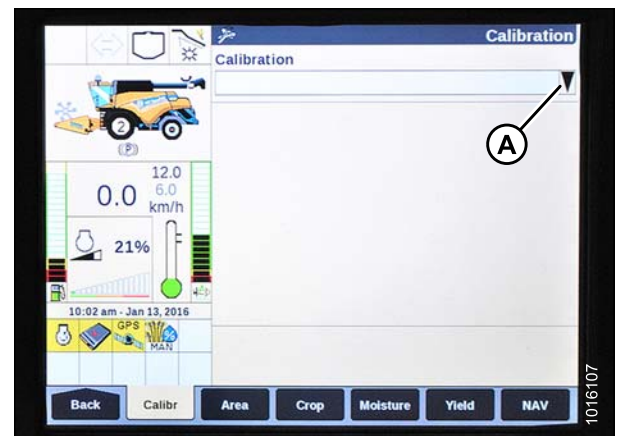 Calibration
Calibration
A
2
(P)
12.0
0.0 6.0
km/h
21%
10:02 am - Jan 13, 2016
GPS
MAN
Back Calibr Area Crop Moisture Yield NAV
1016107